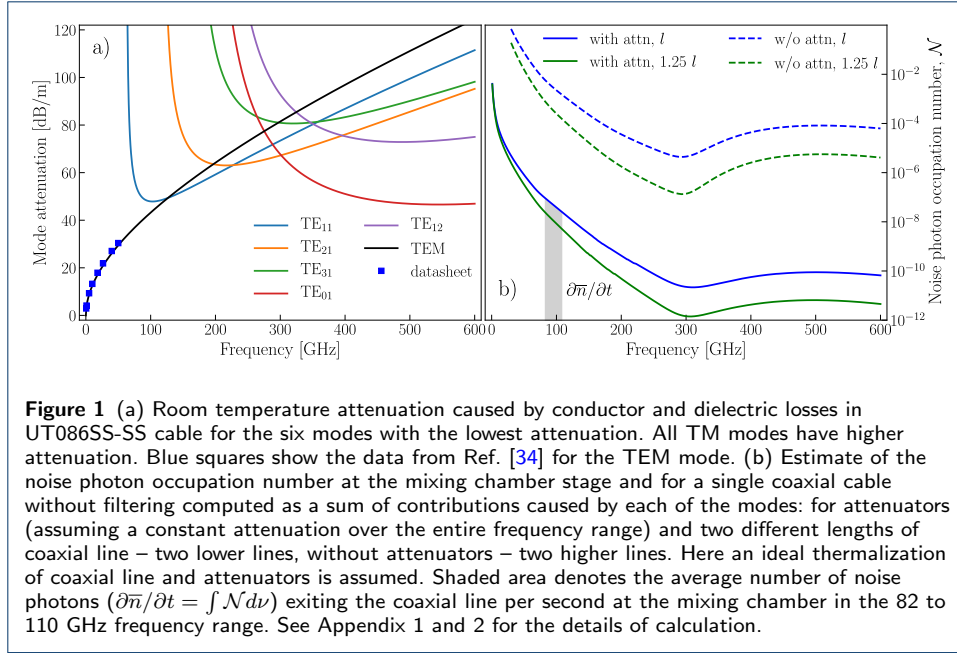 a)
120
100
80
60
40
20
0
Mode attenuation [dB/m]
0 100 200 300 400 500 600
Frequency [GHz]
TE₁₁
TE₂₁
TE₃₁
TE₀₁
TE₁₂
TEM
datasheet
with attn, l
with attn, 1.25 l
w/o attn, l
w/o attn, 1.25 l
b)
∂n̅/∂t
10⁻²
10⁻⁴
10⁻⁶
10⁻⁸
10⁻¹⁰
10⁻¹²
Noise photon occupation number, 𝒩
0 100 200 300 400 500 600
Frequency [GHz]
Figure 1 (a) Room temperature attenuation caused by conductor and dielectric losses in
UT086SS-SS cable for the six modes with the lowest attenuation. All TM modes have higher
attenuation. Blue squares show the data from Ref. [34] for the TEM mode. (b) Estimate of the
noise photon occupation number at the mixing chamber stage and for a single coaxial cable
without filtering computed as a sum of contributions caused by each of the modes: for attenuators
(assuming a constant attenuation over the entire frequency range) and two different lengths of
coaxial line – two lower lines, without attenuators – two higher lines. Here an ideal thermalization
of coaxial line and attenuators is assumed. Shaded area denotes the average number of noise
photons (∂n̅/∂t = ∫ 𝒩dν) exiting the coaxial line per second at the mixing chamber in the 82 to
110 GHz frequency range. See Appendix 1 and 2 for the details of calculation.